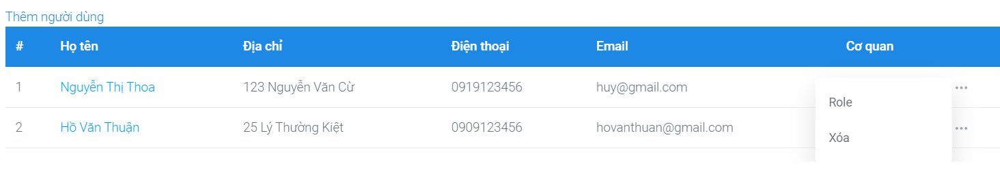 Thêm người dùng
# Họ tên Địa chỉ Điện thoại Email Cơ quan
1 Nguyễn Thị Thoa 123 Nguyễn Văn Cừ 0919123456 huy@gmail.com
Role
2 Hồ Văn Thuận 25 Lý Thường Kiệt 0909123456 hovanthuan@gmail.com
Xóa